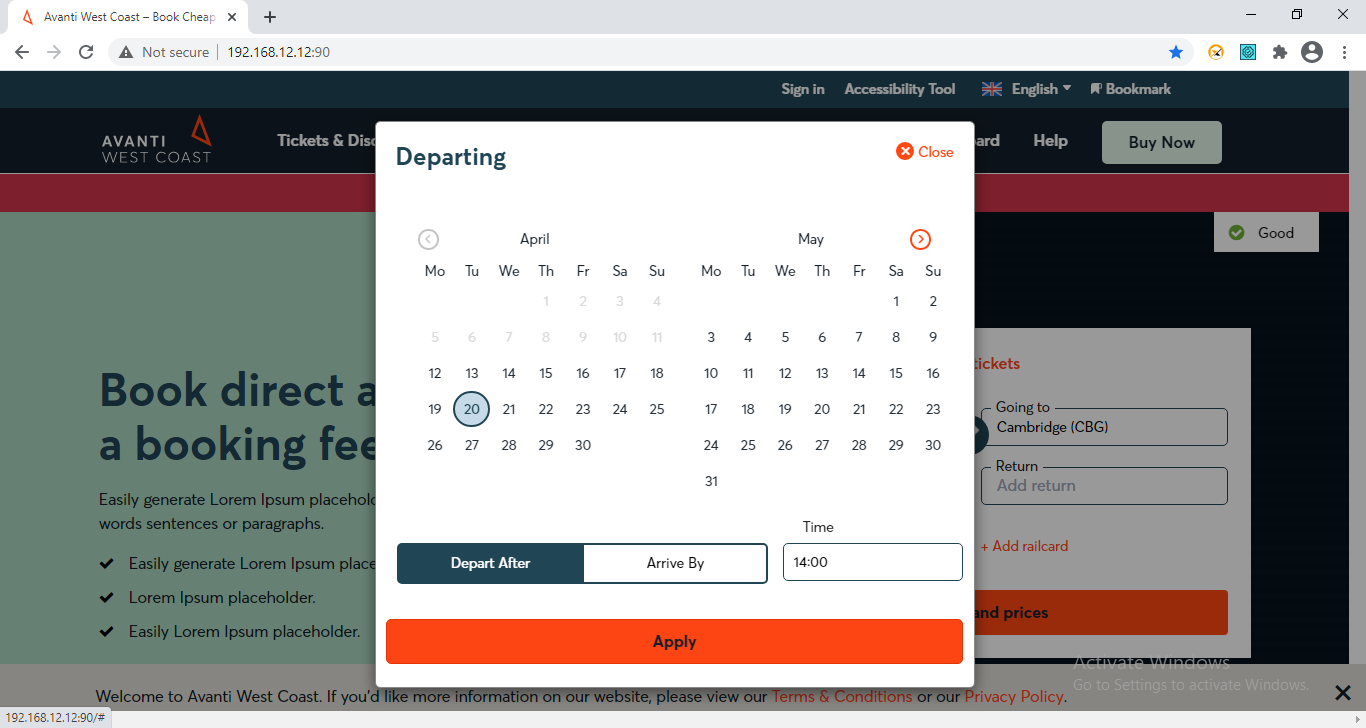 Avanti West Coast – Book Cheap
Not secure 192.168.12.12:90
Sign in Accessibility Tool English Bookmark
AVANTI
WEST COAST
Tickets & Disc
ard Help Buy Now
Departing Close
Good
April May
Mo Tu We Th Fr Sa Su Mo Tu We Th Fr Sa Su
1 2 3 4 1 2
5 6 7 8 9 10 11 3 4 5 6 7 8 9
12 13 14 15 16 17 18 10 11 12 13 14 15 16
19 20 21 22 23 24 25 17 18 19 20 21 22 23
26 27 28 29 30 24 25 26 27 28 29 30
31
Time
Depart After Arrive By 14:00
Apply
Book direct a
a booking fee
Easily generate Lorem Ipsum placehol
words sentences or paragraphs.
Easily generate Lorem Ipsum place
Lorem Ipsum placeholder.
Easily Lorem Ipsum placeholder.
tickets
Going to
Cambridge (CBG)
Return
Add return
+ Add railcard
and prices
Activate Windows
Go to Settings to activate Windows.
Welcome to Avanti West Coast. If you'd like more information on our website, please view our Terms & Conditions or our Privacy Policy.
192.168.12.12:90/#